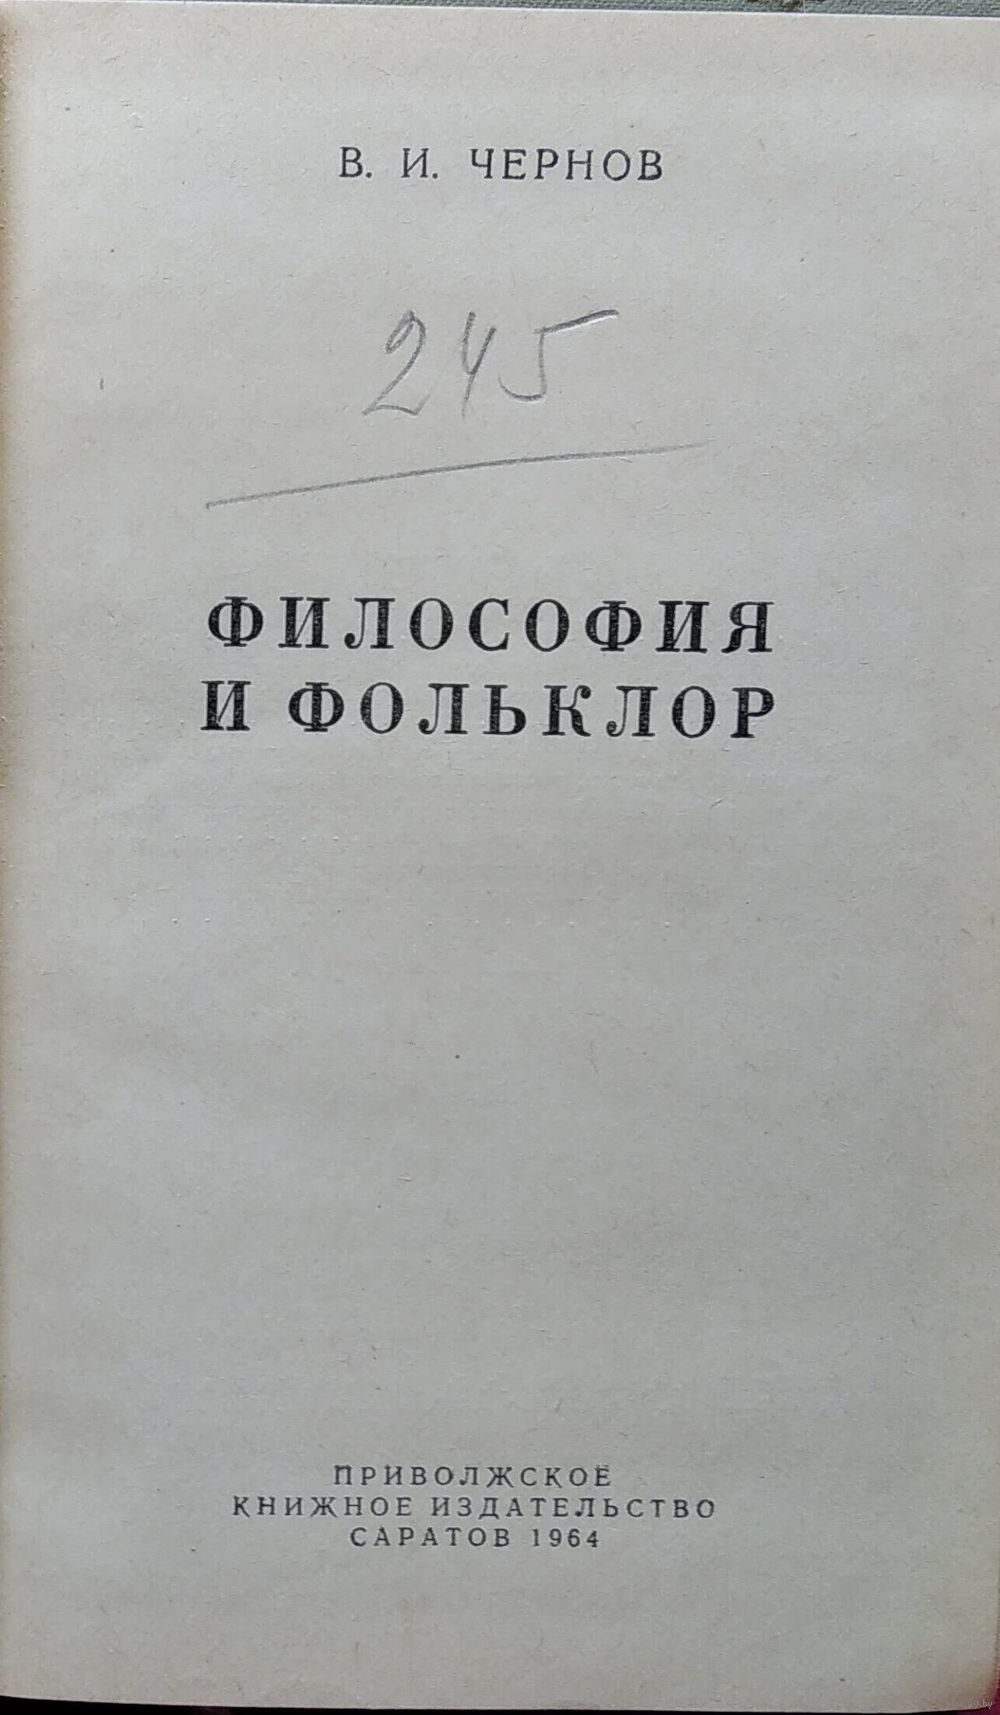 В. И. ЧЕРНОВ
245
ФИЛОСОФИЯ
И ФОЛЬКЛОР
ПРИВОЛЖСКОЕ
КНИЖНОЕ ИЗДАТЕЛЬСТВО
САРАТОВ 1964